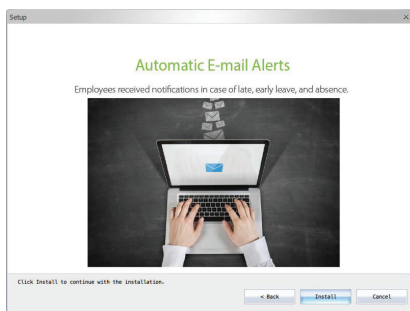 Setup
Automatic E-mail Alerts
Employees received notifications in case of late, early leave, and absence.
Click Install to continue with the installation.
< Back
Install
Cancel